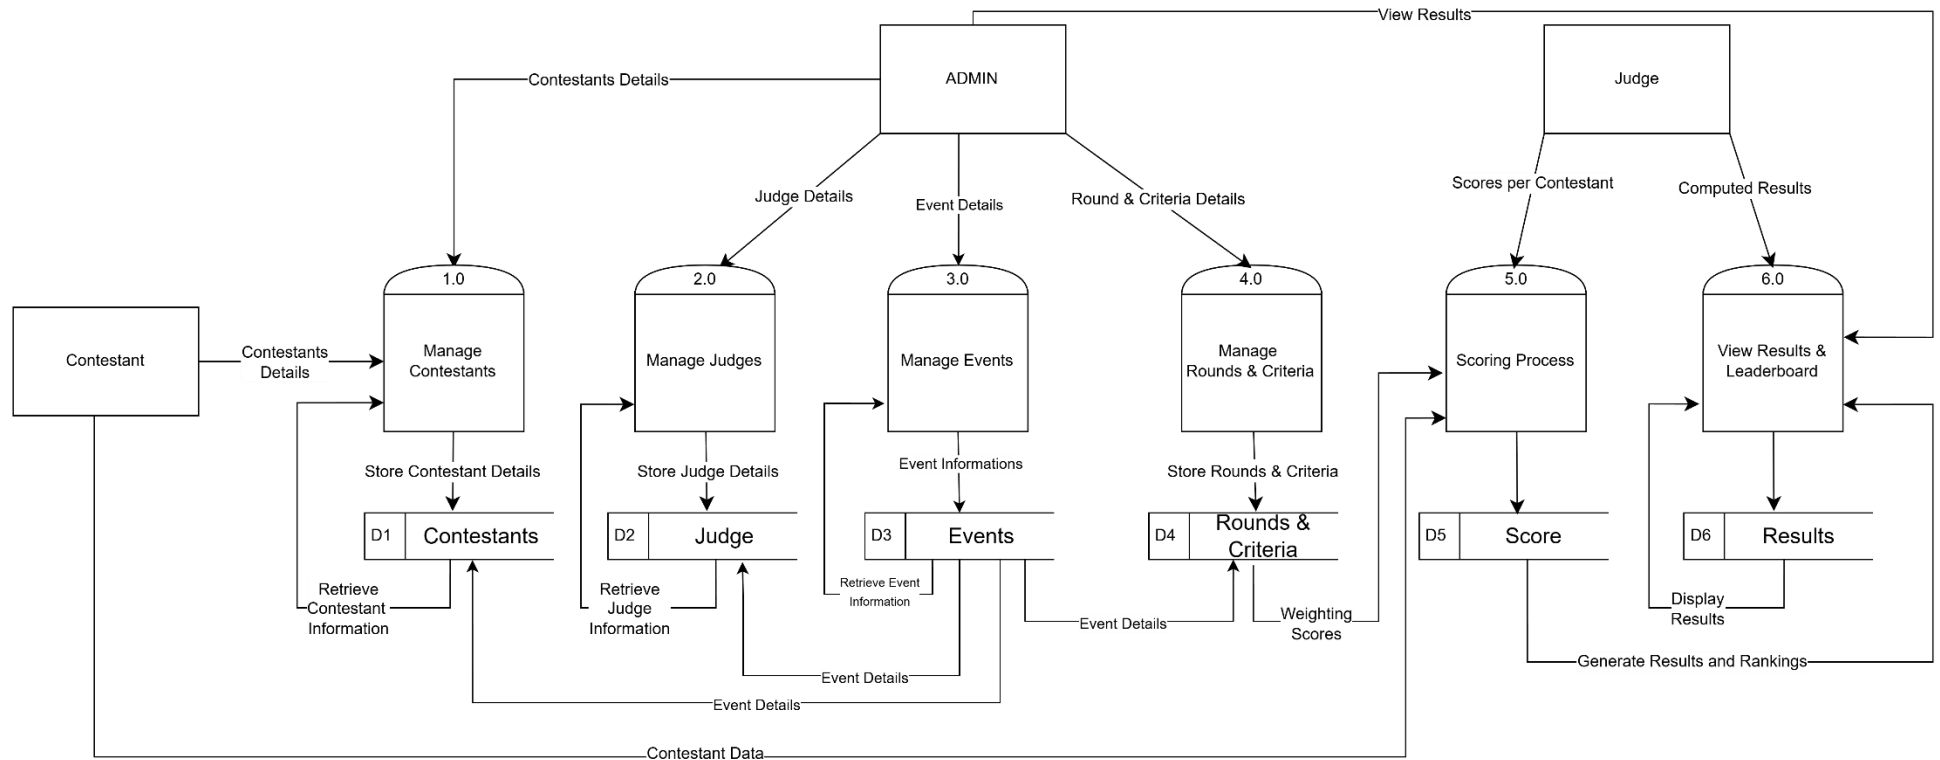 View Results
ADMIN
Judge
Contestants Details
Judge Details
Event Details
Round & Criteria Details
Scores per Contestant
Computed Results
1.0
2.0
3.0
4.0
5.0
6.0
Contestant
Contestants
Details
Manage
Contestants
Manage Judges
Manage Events
Manage
Rounds & Criteria
Scoring Process
View Results &
Leaderboard
Store Contestant Details
Store Judge Details
Event Informations
Store Rounds & Criteria
D1
Contestants
D2
Judge
D3
Events
D4
Rounds &
Criteria
D5
Score
D6
Results
Retrieve
Contestant
Information
Retrieve
Judge
Information
Retrieve Event
Information
Event Details
Weighting
Scores
Display
Results
Generate Results and Rankings
Event Details
Event Details
Contestant Data